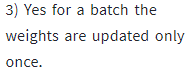 3) Yes for a batch the
weights are updated only
once.